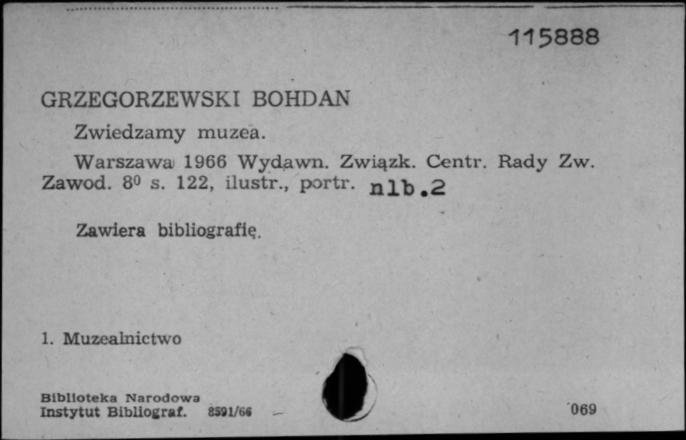 115888
GRZEGORZEWSKI BOHDAN
Zwiedzamy muzea.
Warszawa 1966 Wydawn. Związk. Centr. Rady Zw.
Zawod. 8º s. 122, ilustr., portr. nlb.2
Zawiera bibliografię.
1. Muzealnictwo
Biblioteka Narodowa
Instytut Bibliograf. 8591/66 —
069